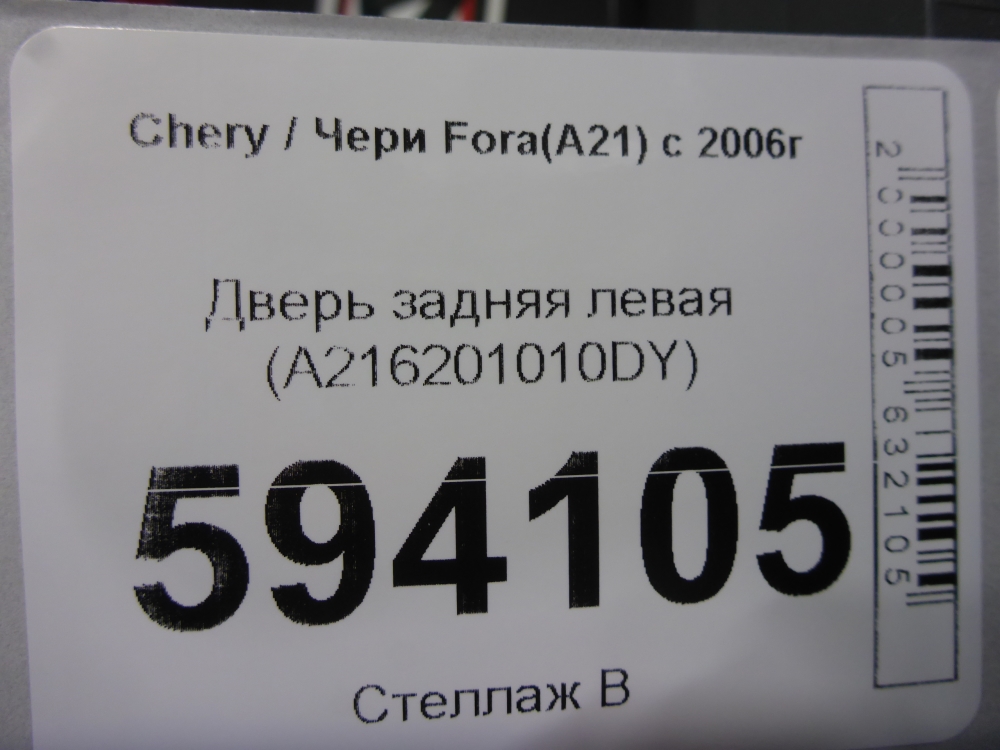 Chery / Чери Fora(A21) с 2006г
Дверь задняя левая
(A216201010DY)
594105
Стеллаж В
2000005632105